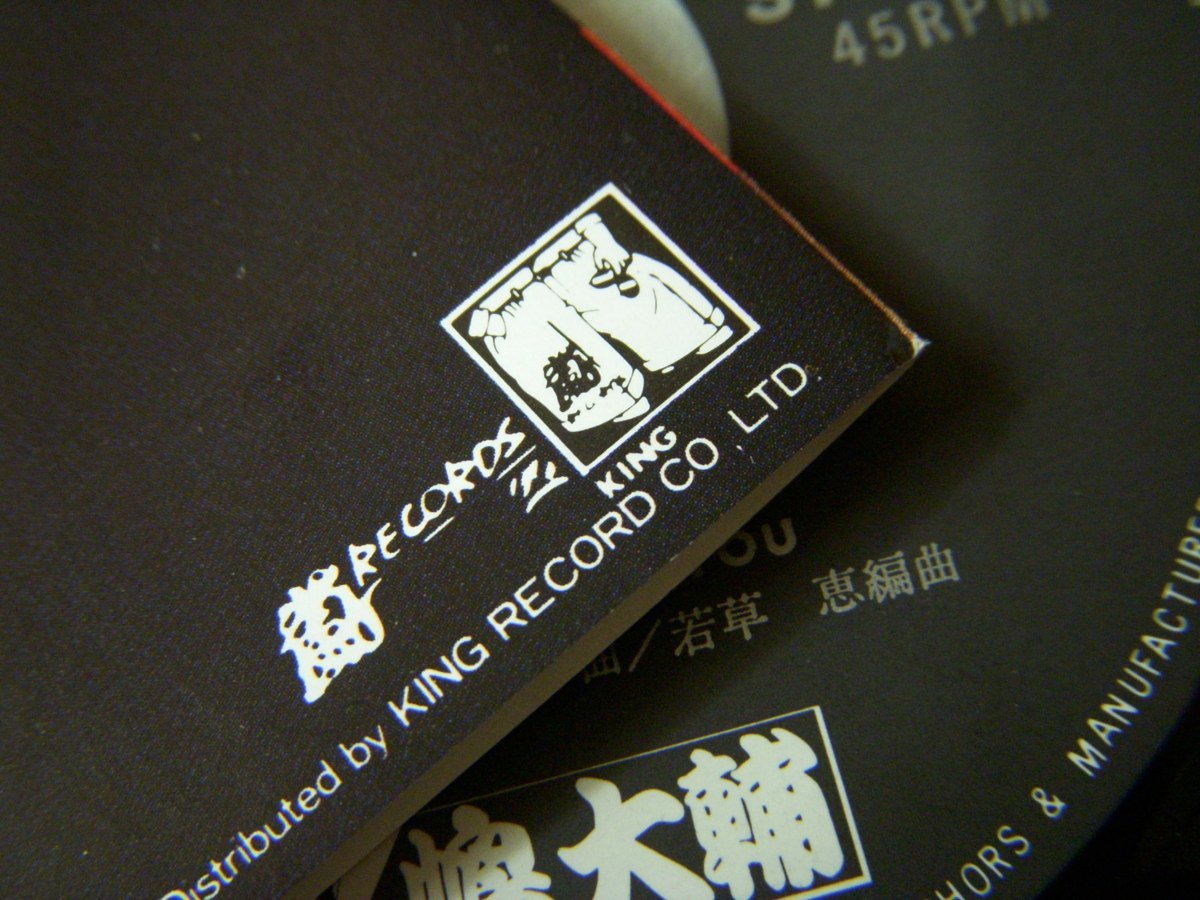 45RPM
RECORDS
KING
Distributed by KING RECORD CO., LTD.
OU
曲/若草 恵編曲
大輔
HORS & MANUFACTURE